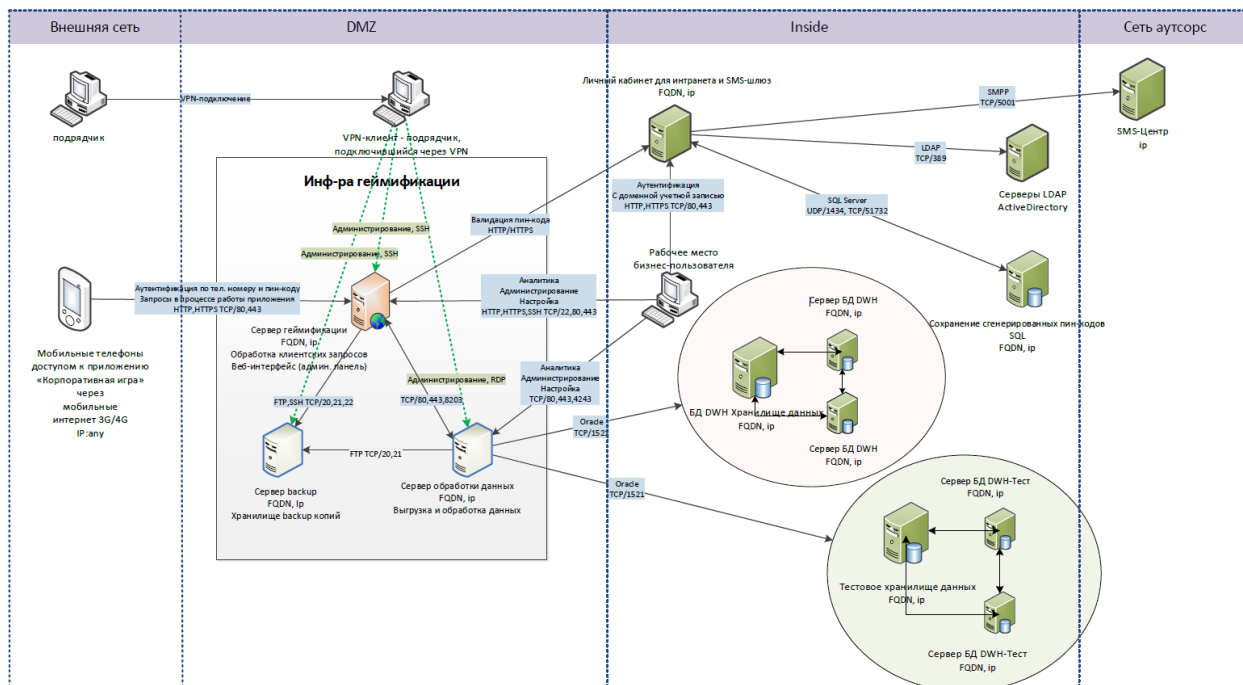 Внешняя сеть
DMZ
Inside
Сеть аутсорс
подрядчик
VPN-подключение
VPN-клиент - подрядчик,
подключившийся через VPN
Личный кабинет для интранета и SMS-шлюз
FQDN, ip
SMPP
TCP/5001
SMS-Центр
ip
LDAP
TCP/389
Серверы LDAP
ActiveDirectory
Инф-ра геймификации
Аутентификация
С доменной учетной записью
HTTP,HTTPS TCP/80,443
SQL Server
UDP/1434, TCP/51732
Валидация пин-кода
HTTP/HTTPS
Администрирование, SSH
Администрирование, SSH
Рабочее место
бизнес-пользователя
Аутентификация по тел. номеру и пин-коду
Запросы в процессе работы приложения
HTTP,HTTPS TCP/80,443
Аналитика
Администрирование
Настройка
HTTP,HTTPS,SSH TCP/22,80,443
Сохранение сгенерированных пин-кодов
SQL
FQDN, ip
Мобильные телефоны
доступом к приложению
«Корпоративная игра»
через
мобильные
интернет 3G/4G
IP:any
Сервер геймификации
FQDN, ip
Обработка клиентских запросов
Веб-интерфейс (админ. панель)
Сервер БД DWH
FQDN, ip
Администрирование, RDP
Аналитика
Администрирование
Настройка
TCP/80,443,4243
FTP,SSH TCP/20,21,22
TCP/80,443,8203
БД DWH Хранилище данных
FQDN, ip
Сервер БД DWH
FQDN, ip
Oracle
TCP/1521
FTP TCP/20,21
Сервер backup
FQDN, Ip
Хранилище backup копий
Сервер обработки данных
FQDN, ip
Выгрузка и обработка данных
Oracle
TCP/1521
Сервер БД DWH-Тест
FQDN, ip
Тестовое хранилище данных
FQDN, ip
Сервер БД DWH-Тест
FQDN, ip